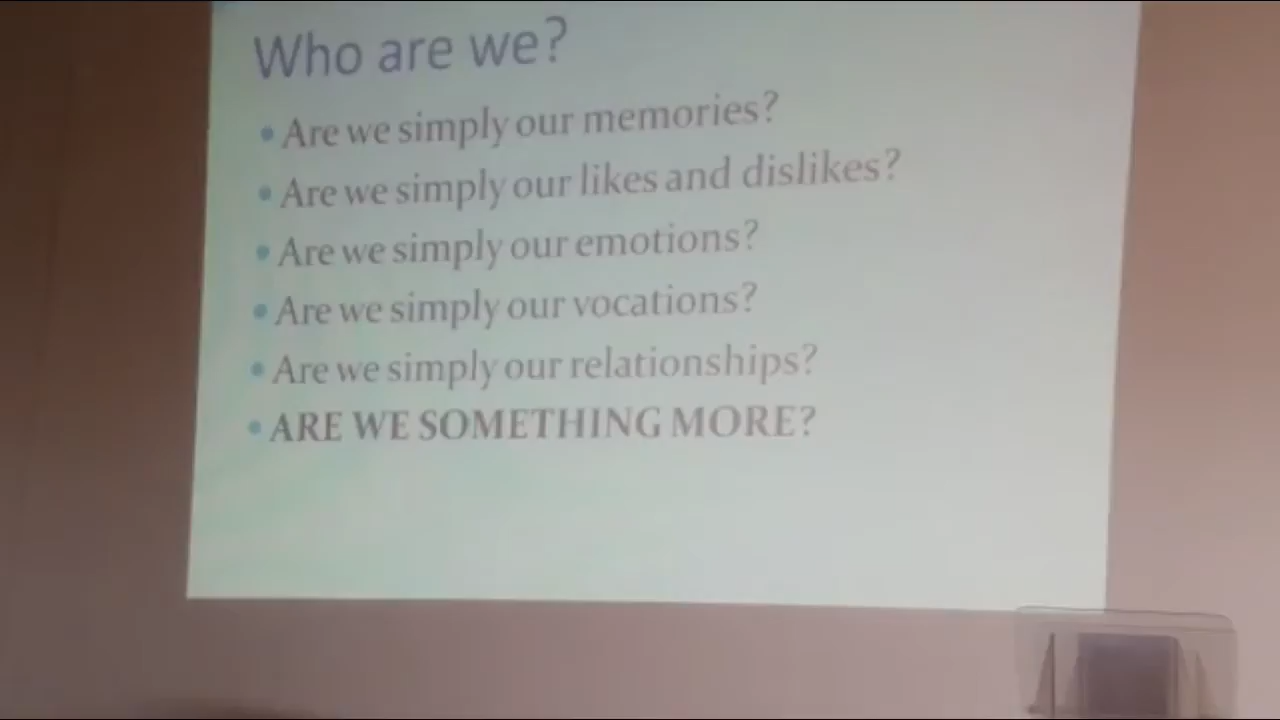 Who are we?
• Are we simply our memories?
• Are we simply our likes and dislikes?
• Are we simply our emotions?
• Are we simply our vocations?
• Are we simply our relationships?
• ARE WE SOMETHING MORE?